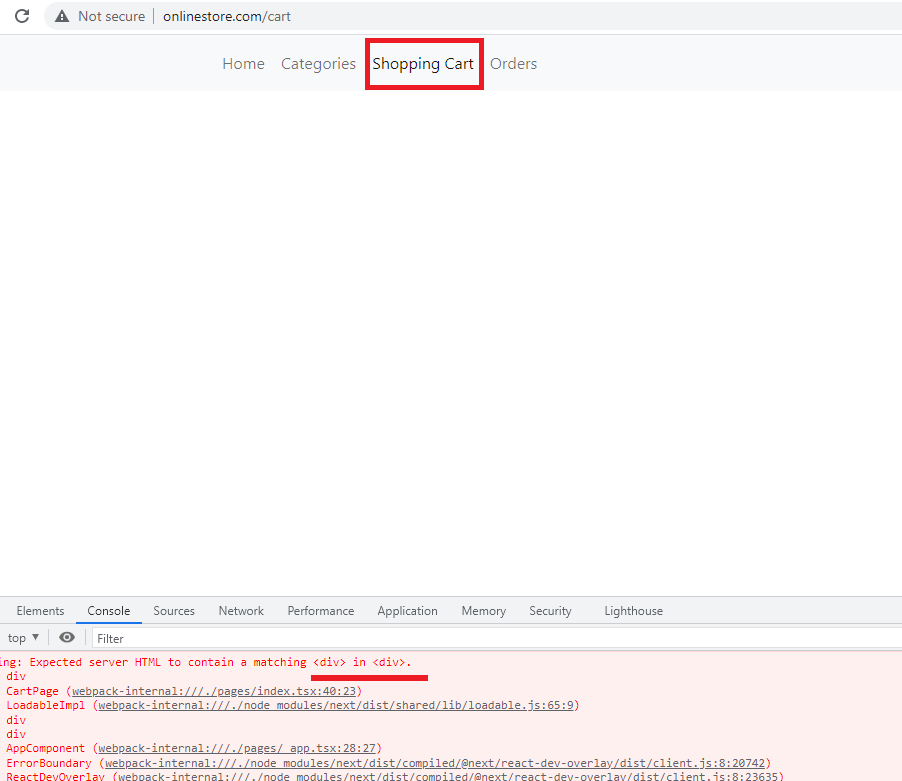 Not secure onlinestore.com/cart
Home Categories Shopping Cart Orders
Elements Console Sources Network Performance Application Memory Security Lighthouse
top ▼ Filter
ing: Expected server HTML to contain a matching <div> in <div>.
div
CartPage (webpack-internal:///./pages/index.tsx:40:23)
LoadableImpl (webpack-internal:///./node_modules/next/dist/shared/lib/loadable.js:65:9)
div
div
AppComponent (webpack-internal:///./pages/_app.tsx:28:27)
ErrorBoundary (webpack-internal:///./node_modules/next/dist/compiled/@next/react-dev-overlay/dist/client.js:8:20742)
ReactDevOverlay (webpack-internal:///./node_modules/next/dist/compiled/@next/react-dev-overlay/dist/client.js:8:23635)